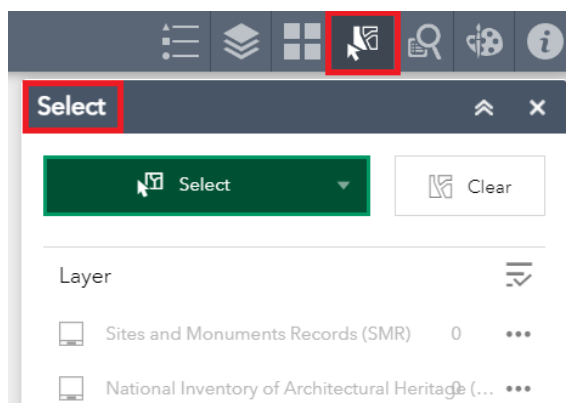 Select
Select
Clear
Layer
Sites and Monuments Records (SMR) 0
National Inventory of Architectural Heritage (... 0